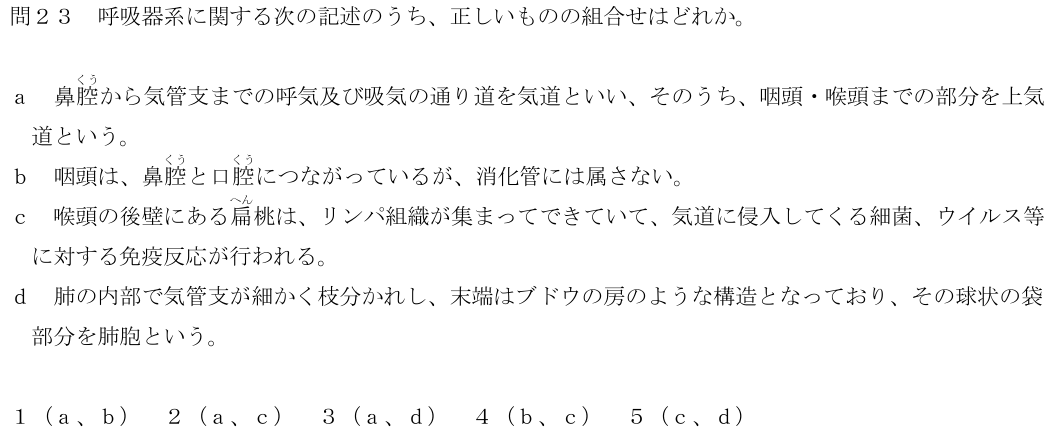 問２３　呼吸器系に関する次の記述のうち、正しいものの組合せはどれか。
くう
ａ　鼻腔から気管支までの呼気及び吸気の通り道を気道といい、そのうち、咽頭・喉頭までの部分を上気
道という。
くう　くう
ｂ　咽頭は、鼻腔と口腔につながっているが、消化管には属さない。
へん
ｃ　喉頭の後壁にある扁桃は、リンパ組織が集まってできていて、気道に侵入してくる細菌、ウイルス等
に対する免疫反応が行われる。
ｄ　肺の内部で気管支が細かく枝分かれし、末端はブドウの房のような構造となっており、その球状の袋
部分を肺胞という。
１（ａ、ｂ）　２（ａ、ｃ）　３（ａ、ｄ）　４（ｂ、ｃ）　５（ｃ、ｄ）